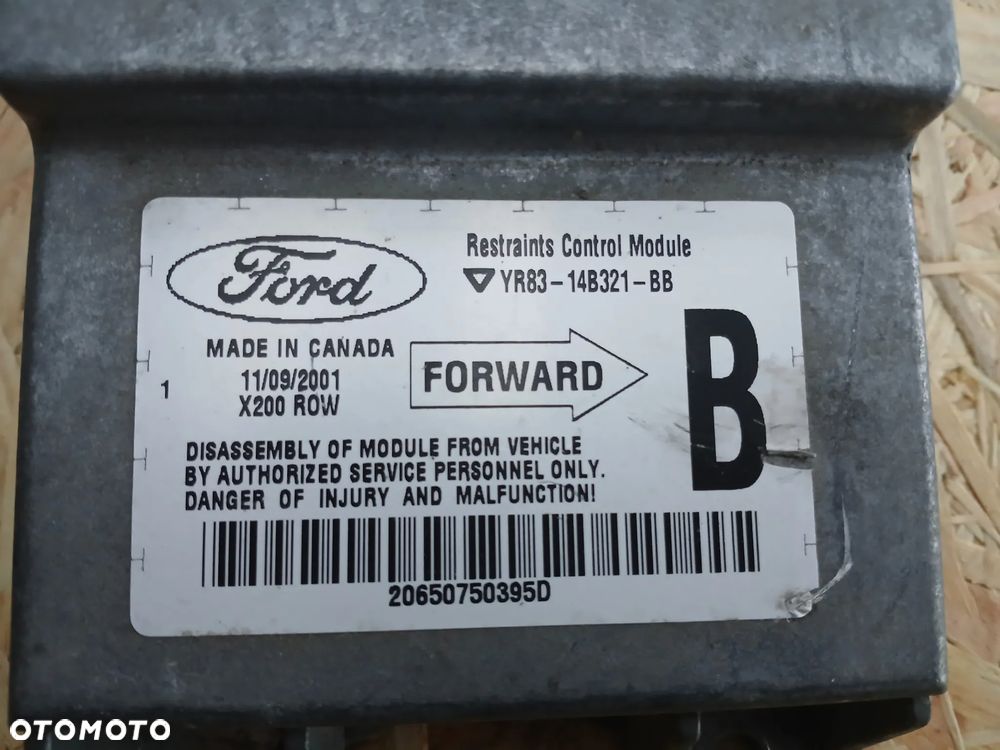 Ford
Restraints Control Module
YR83-14B321-BB
MADE IN CANADA
11/09/2001
X200 ROW
1
FORWARD
B
DISASSEMBLY OF MODULE FROM VEHICLE
BY AUTHORIZED SERVICE PERSONNEL ONLY.
DANGER OF INJURY AND MALFUNCTION!
20650750395D
OTOMOTO